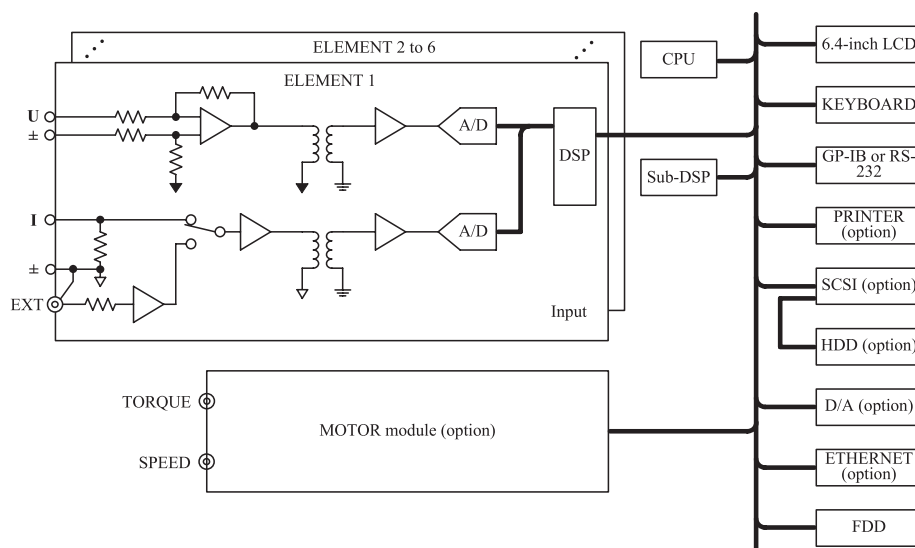 ELEMENT 2 to 6
ELEMENT 1
U
±
A/D
DSP
I
±
EXT
A/D
Input
TORQUE
SPEED
MOTOR module (option)
CPU
Sub-DSP
6.4-inch LCD
KEYBOARD
GP-IB or RS-
232
PRINTER
(option)
SCSI (option)
HDD (option)
D/A (option)
ETHERNET
(option)
FDD